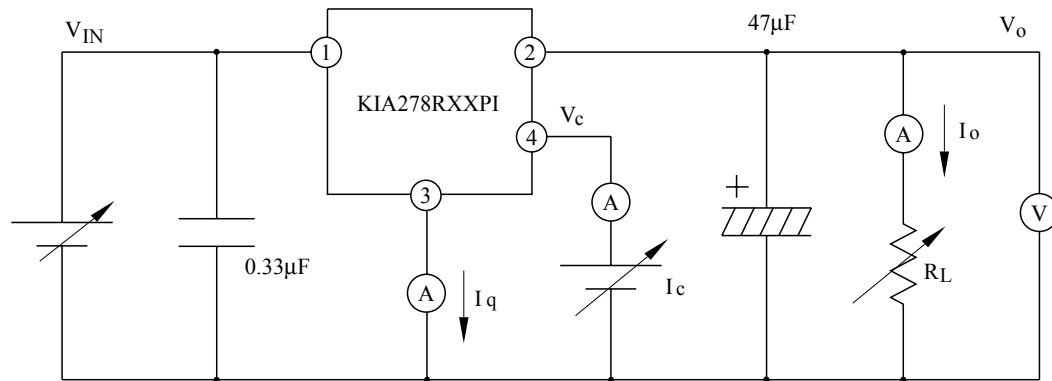 V_IN
47μF
V_o
1
2
KIA278RXXPI
V_c
4
A
I_o
3
A
+
V
0.33μF
R_L
A
I_q
I_c